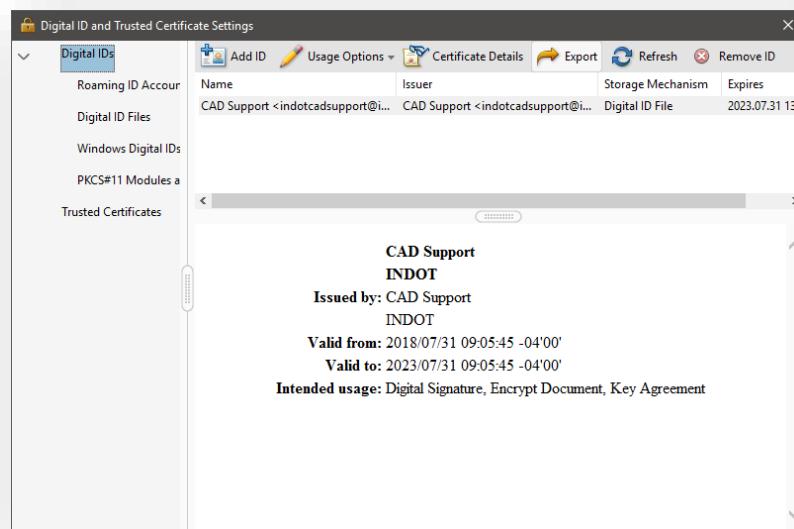 Digital ID and Trusted Certificate Settings
Digital IDs
Roaming ID Accour
Digital ID Files
Windows Digital IDs
PKCS#11 Modules a
Trusted Certificates
Add ID Usage Options Certificate Details Export Refresh Remove ID
Name Issuer Storage Mechanism Expires
CAD Support <indotcadsupport@i... CAD Support <indotcadsupport@i... Digital ID File 2023.07.31 13
CAD Support
INDOT
Issued by: CAD Support
INDOT
Valid from: 2018/07/31 09:05:45 -04'00'
Valid to: 2023/07/31 09:05:45 -04'00'
Intended usage: Digital Signature, Encrypt Document, Key Agreement